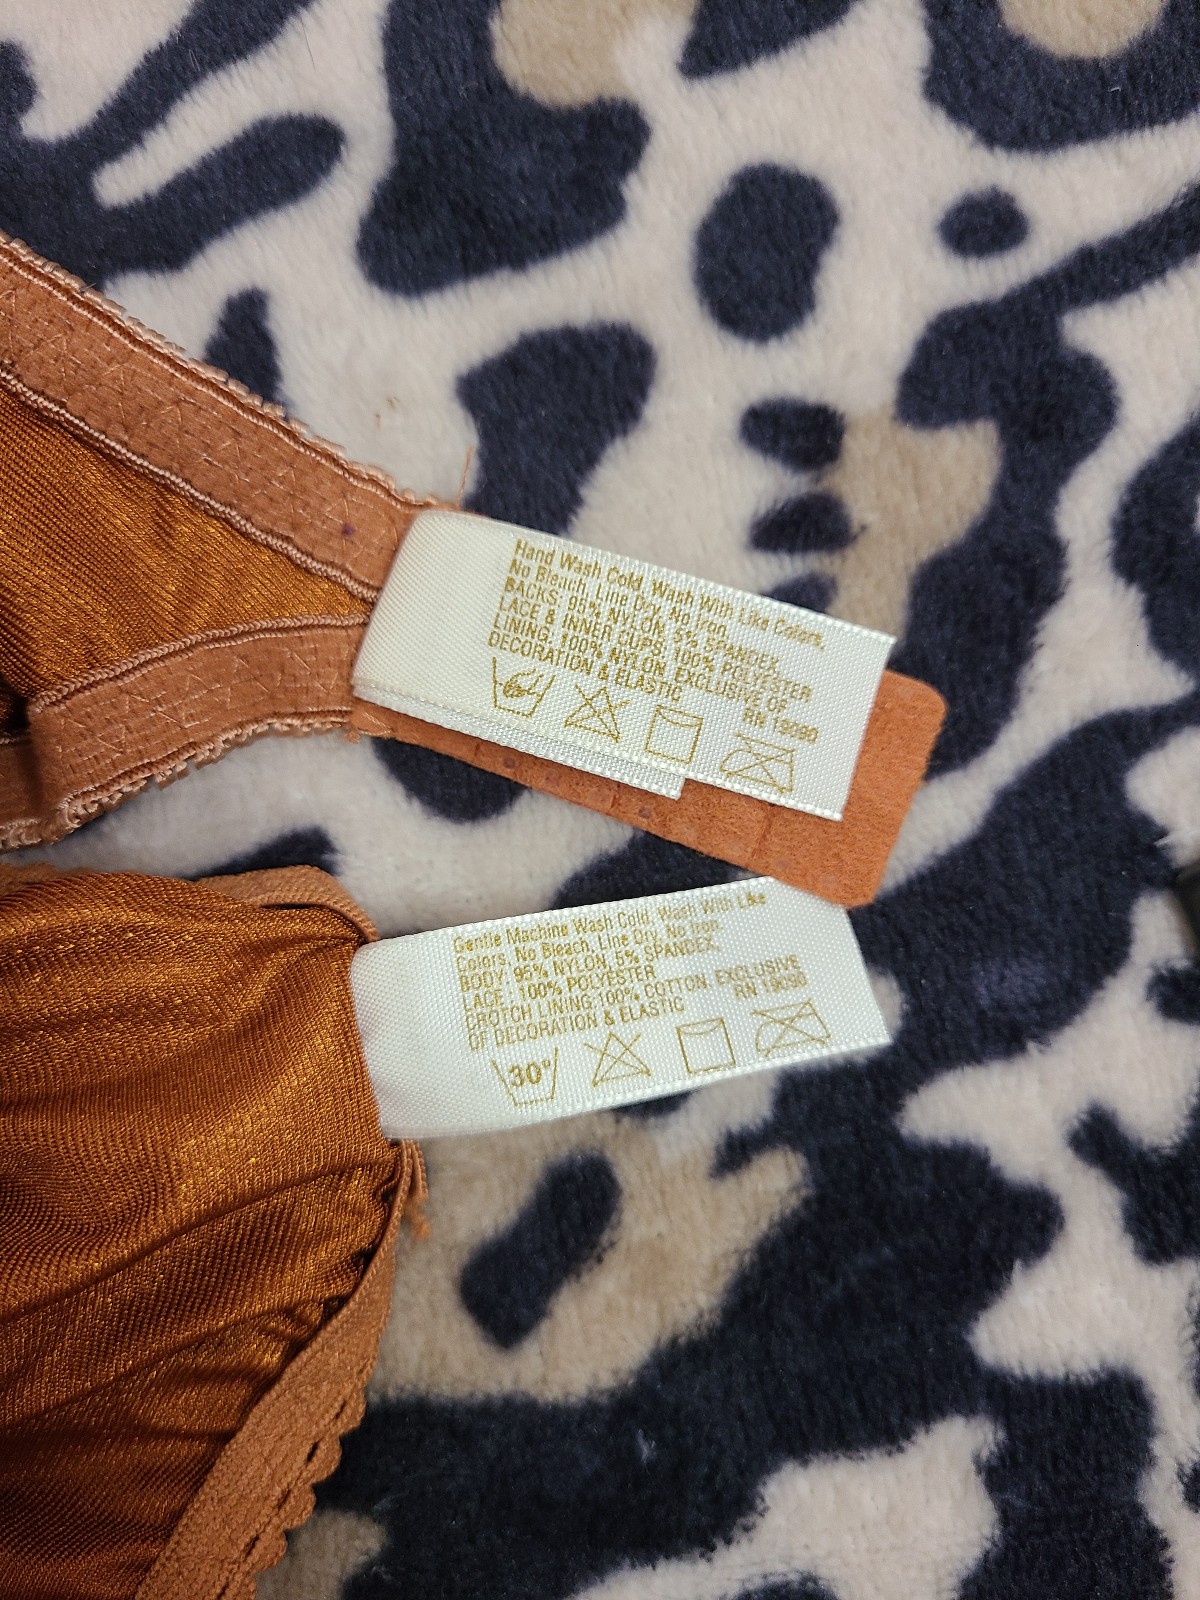 Hand Wash Cold. Wash With Like Colors.
No Bleach. Line Dry. No Iron.
BACKS: 95% NYLON, 5% SPANDEX
LACE & INNER CUPS: 100% POLYESTER
LINING: 100% NYLON. EXCLUSIVE OF
DECORATION & ELASTIC
RN 19090
Gentle Machine Wash Cold. Wash With Like
Colors. No Bleach. Line Dry. No Iron.
BODY: 95% NYLON, 5% SPANDEX.
LACE: 100% POLYESTER
CROTCH LINING:100% COTTON. EXCLUSIVE
OF DECORATION & ELASTIC
RN 19090
30°